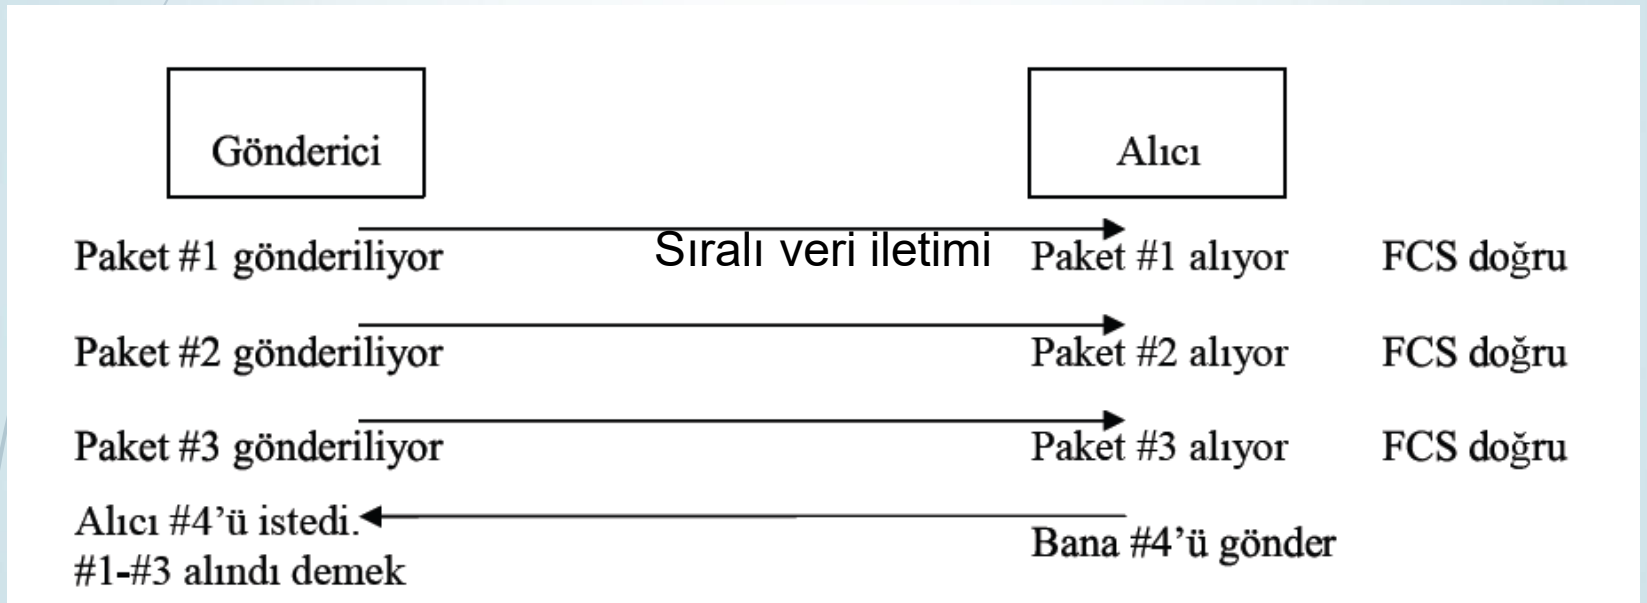 Gönderici
Alıcı
Sıralı veri iletimi
Paket #1 gönderiliyor Paket #1 alıyor FCS doğru
Paket #2 gönderiliyor Paket #2 alıyor FCS doğru
Paket #3 gönderiliyor Paket #3 alıyor FCS doğru
Alıcı #4’ü istedi.
#1-#3 alındı demek
Bana #4’ü gönder